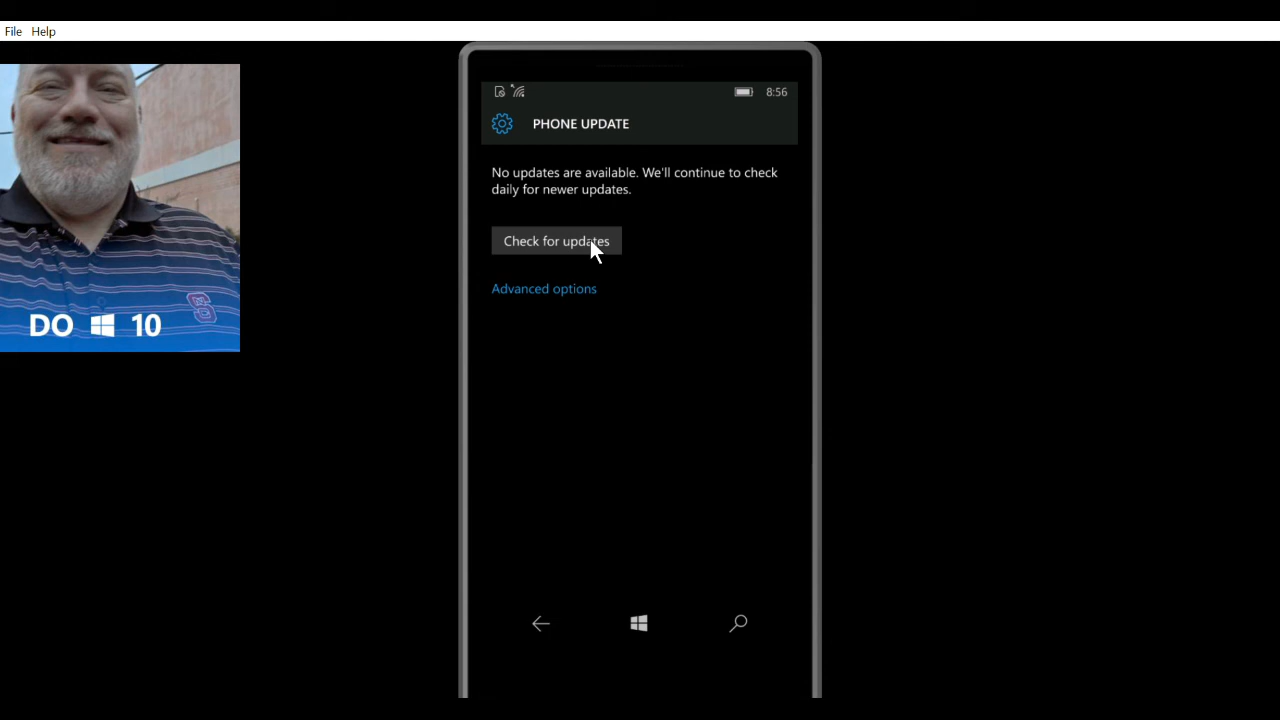 File Help
8:56
PHONE UPDATE
No updates are available. We'll continue to check
daily for newer updates.
Check for updates
Advanced options
DO 10